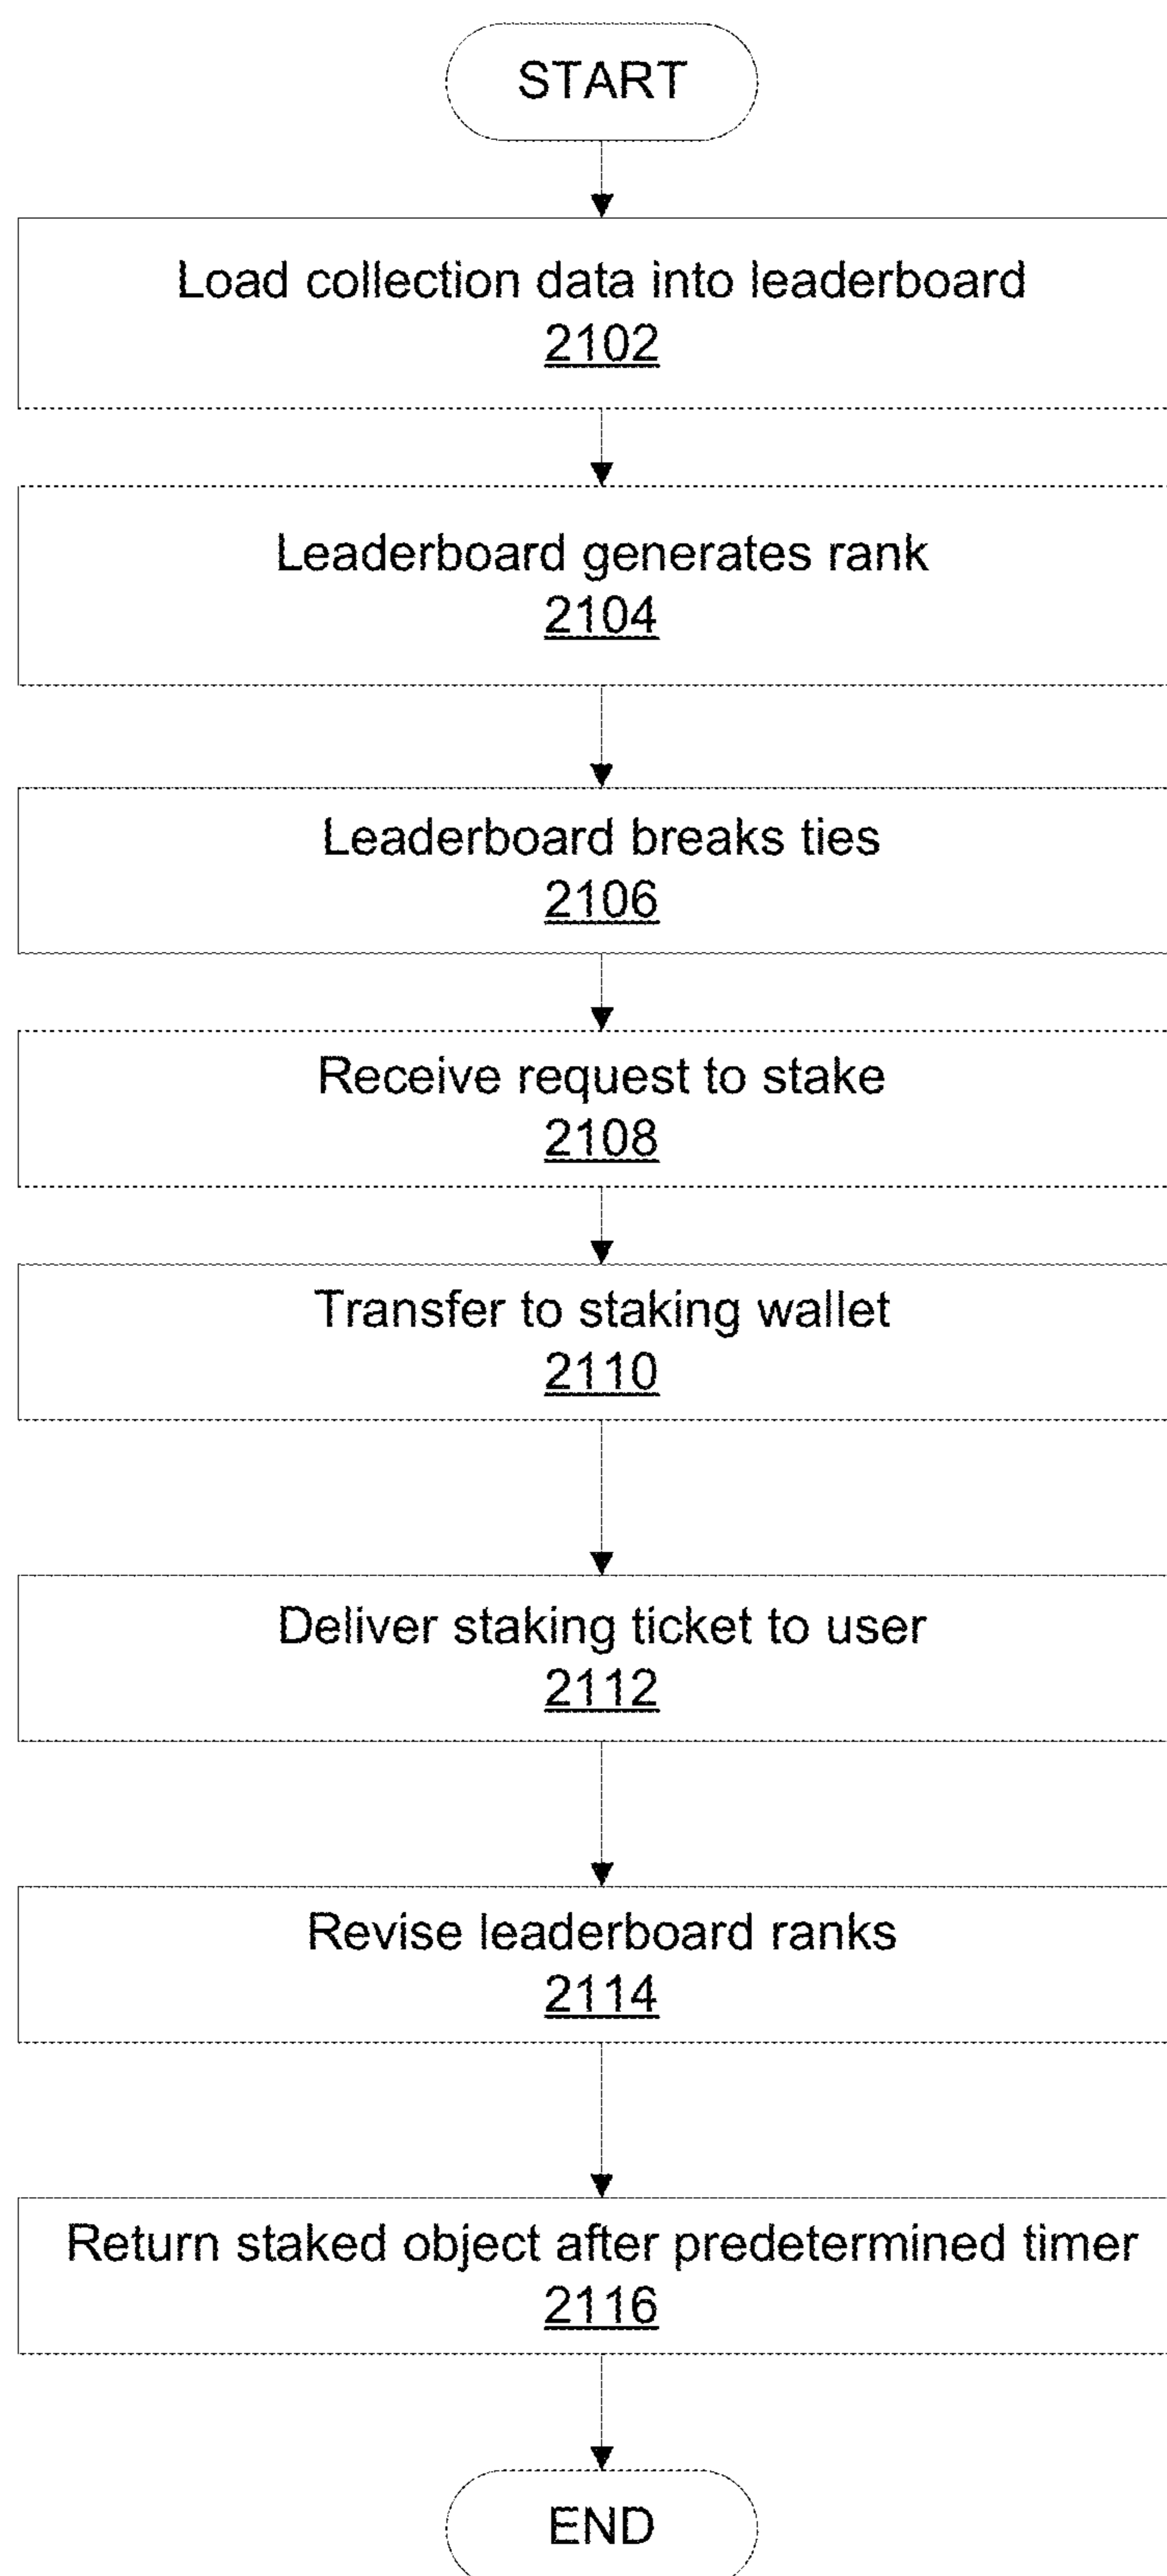 START
Load collection data into leaderboard
2102
Leaderboard generates rank
2104
Leaderboard breaks ties
2106
Receive request to stake
2108
Transfer to staking wallet
2110
Deliver staking ticket to user
2112
Revise leaderboard ranks
2114
Return staked object after predetermined timer
2116
END